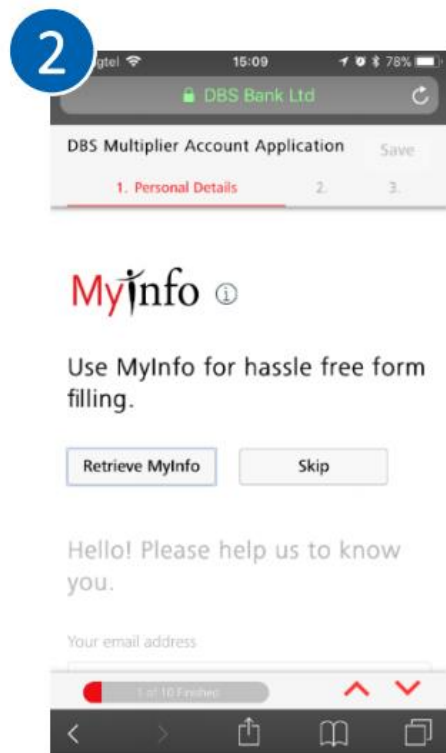 2
gtel 15:09 78%
DBS Bank Ltd
DBS Multiplier Account Application Save
1. Personal Details 2. 3.
Myinfo i
Use MyInfo for hassle free form
filling.
Retrieve MyInfo Skip
Hello! Please help us to know
you.
Your email address
1 of 10 Finished